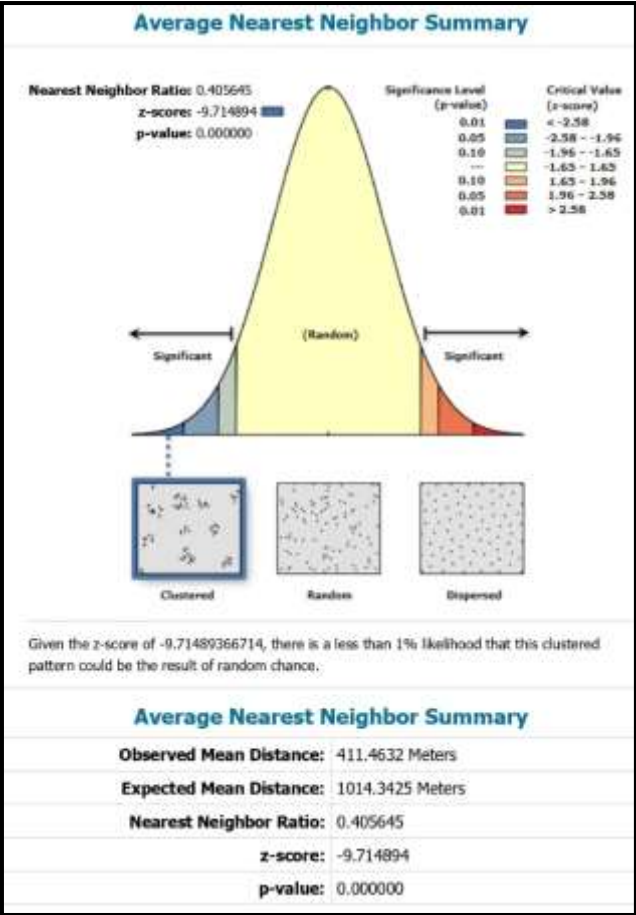 Average Nearest Neighbor Summary
Nearest Neighbor Ratio: 0.405645
z-score: -9.714894
p-value: 0.000000
Significance Level
(p-value)
Critical Value
(z-score)
0.01 < -2.58
0.05 -2.58 - -1.96
0.10 -1.96 - -1.65
--- -1.65 - 1.65
0.10 1.65 - 1.96
0.05 1.96 - 2.58
0.01 > 2.58
(Random)
Significant Significant
Clustered Random Dispersed
Given the z-score of -9.71489366714, there is a less than 1% likelihood that this clustered
pattern could be the result of random chance.
Average Nearest Neighbor Summary
Observed Mean Distance: 411.4632 Meters
Expected Mean Distance: 1014.3425 Meters
Nearest Neighbor Ratio: 0.405645
z-score: -9.714894
p-value: 0.000000